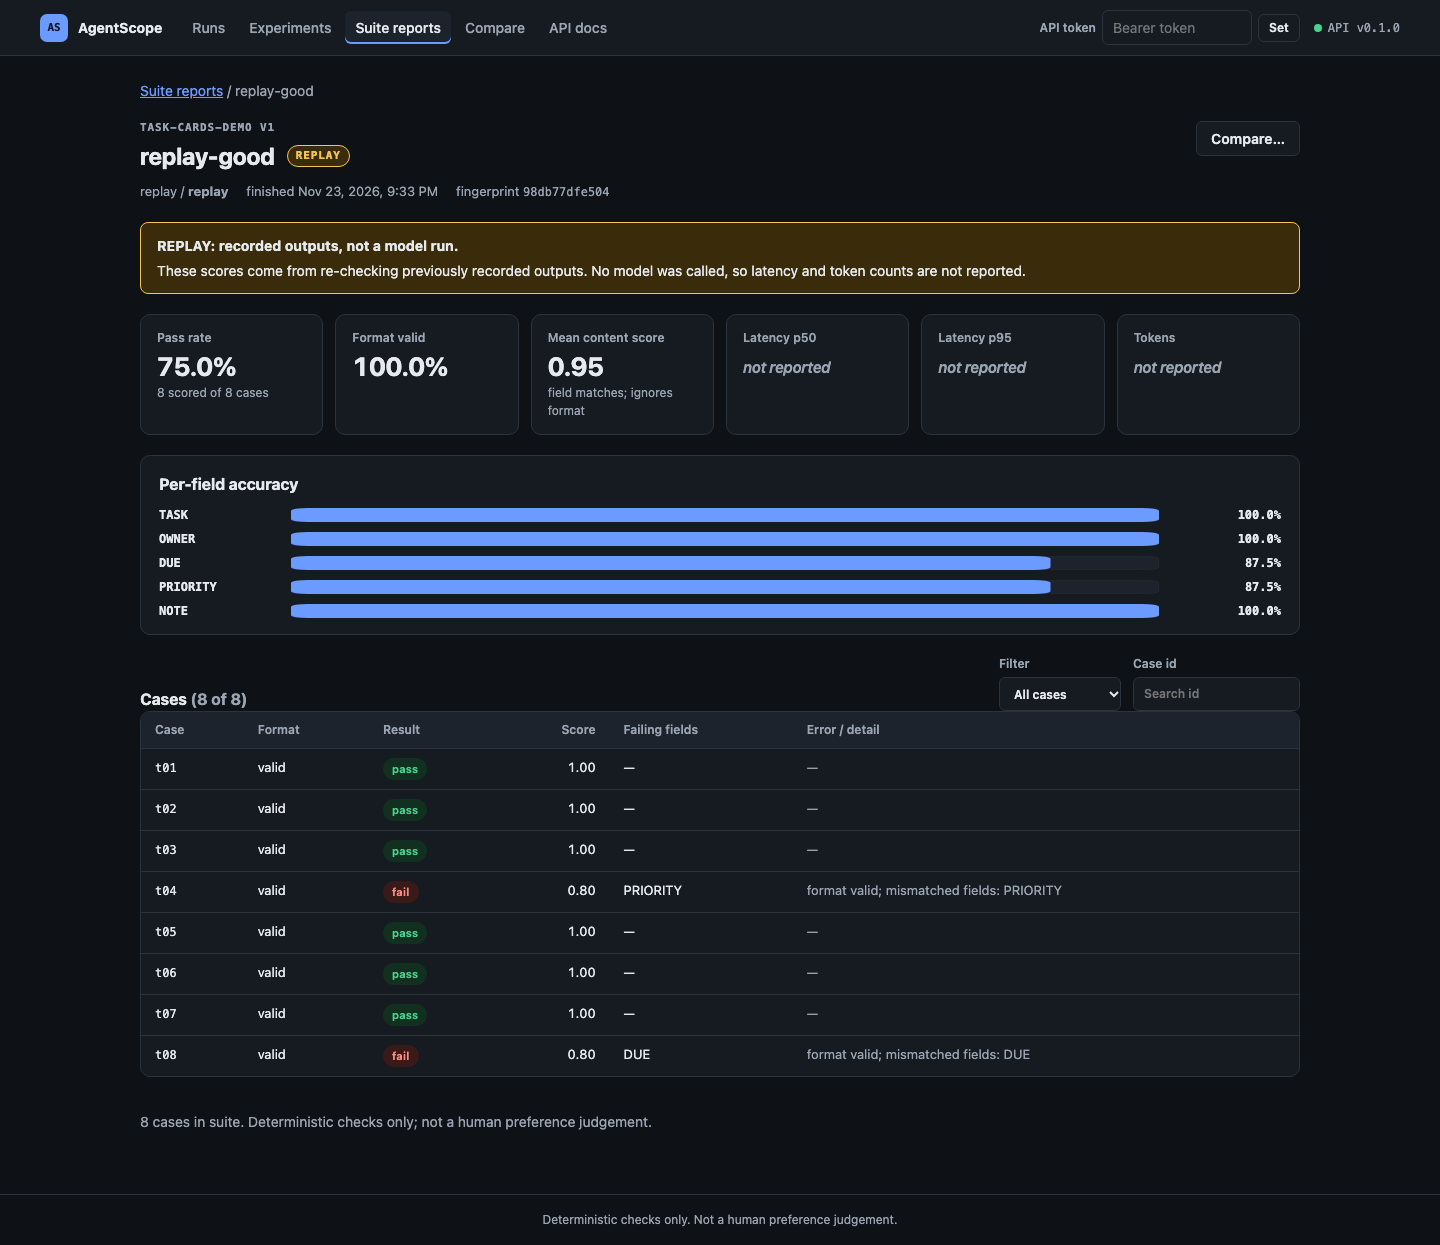 AS AgentScope Runs Experiments Suite reports Compare API docs API token Bearer token Set API v0.1.0
Suite reports / replay-good
TASK-CARDS-DEMO V1
replay-good REPLAY
Compare...
replay / replay finished Nov 23, 2026, 9:33 PM fingerprint 98db77dfe504
REPLAY: recorded outputs, not a model run.
These scores come from re-checking previously recorded outputs. No model was called, so latency and token counts are not reported.
Pass rate
75.0%
8 scored of 8 cases
Format valid
100.0%
Mean content score
0.95
field matches; ignores
format
Latency p50
not reported
Latency p95
not reported
Tokens
not reported
Per-field accuracy
TASK 100.0%
OWNER 100.0%
DUE 87.5%
PRIORITY 87.5%
NOTE 100.0%
Filter Case id
Cases (8 of 8) All cases Search id
Case Format Result Score Failing fields Error / detail
t01 valid pass 1.00 — —
t02 valid pass 1.00 — —
t03 valid pass 1.00 — —
t04 valid fail 0.80 PRIORITY format valid; mismatched fields: PRIORITY
t05 valid pass 1.00 — —
t06 valid pass 1.00 — —
t07 valid pass 1.00 — —
t08 valid fail 0.80 DUE format valid; mismatched fields: DUE
8 cases in suite. Deterministic checks only; not a human preference judgement.
Deterministic checks only. Not a human preference judgement.